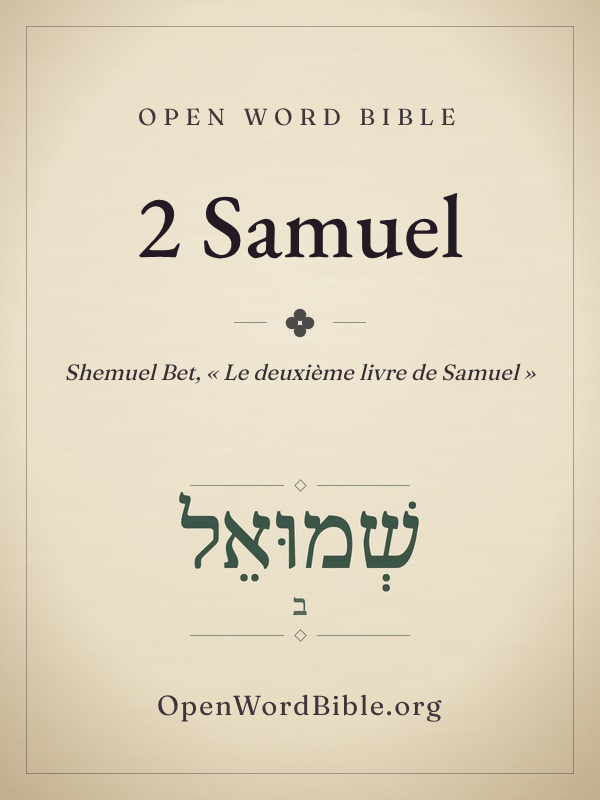 OPEN WORD BIBLE
2 Samuel
Shemuel Bet, « Le deuxième livre de Samuel »
שְׁמוּאֵל
ב
OpenWordBible.org